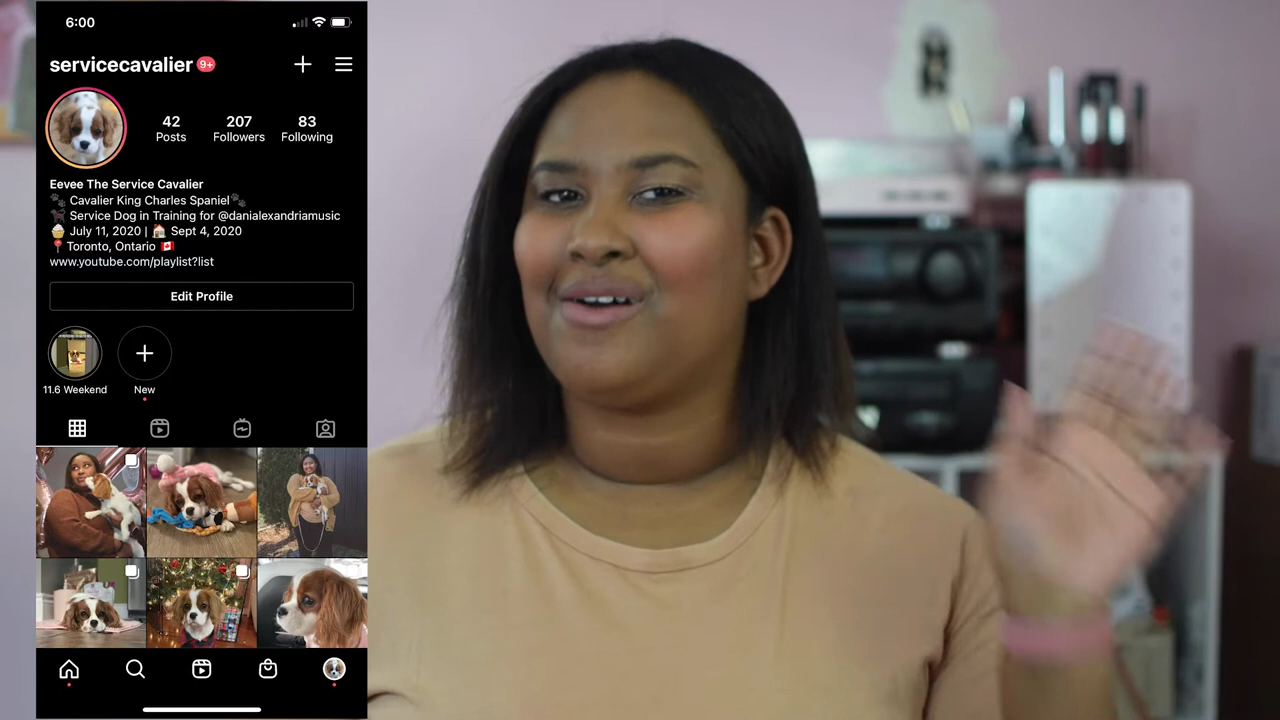 6:00
servicecavalier 9+
42 207 83
Posts Followers Following
Eevee The Service Cavalier
🐾 Cavalier King Charles Spaniel🐾
🐕‍🦺 Service Dog in Training for @danialexandriamusic
🧁 July 11, 2020 | 🏠 Sept 4, 2020
📍Toronto, Ontario 🇨🇦
www.youtube.com/playlist?list
Edit Profile
11.6 Weekend New